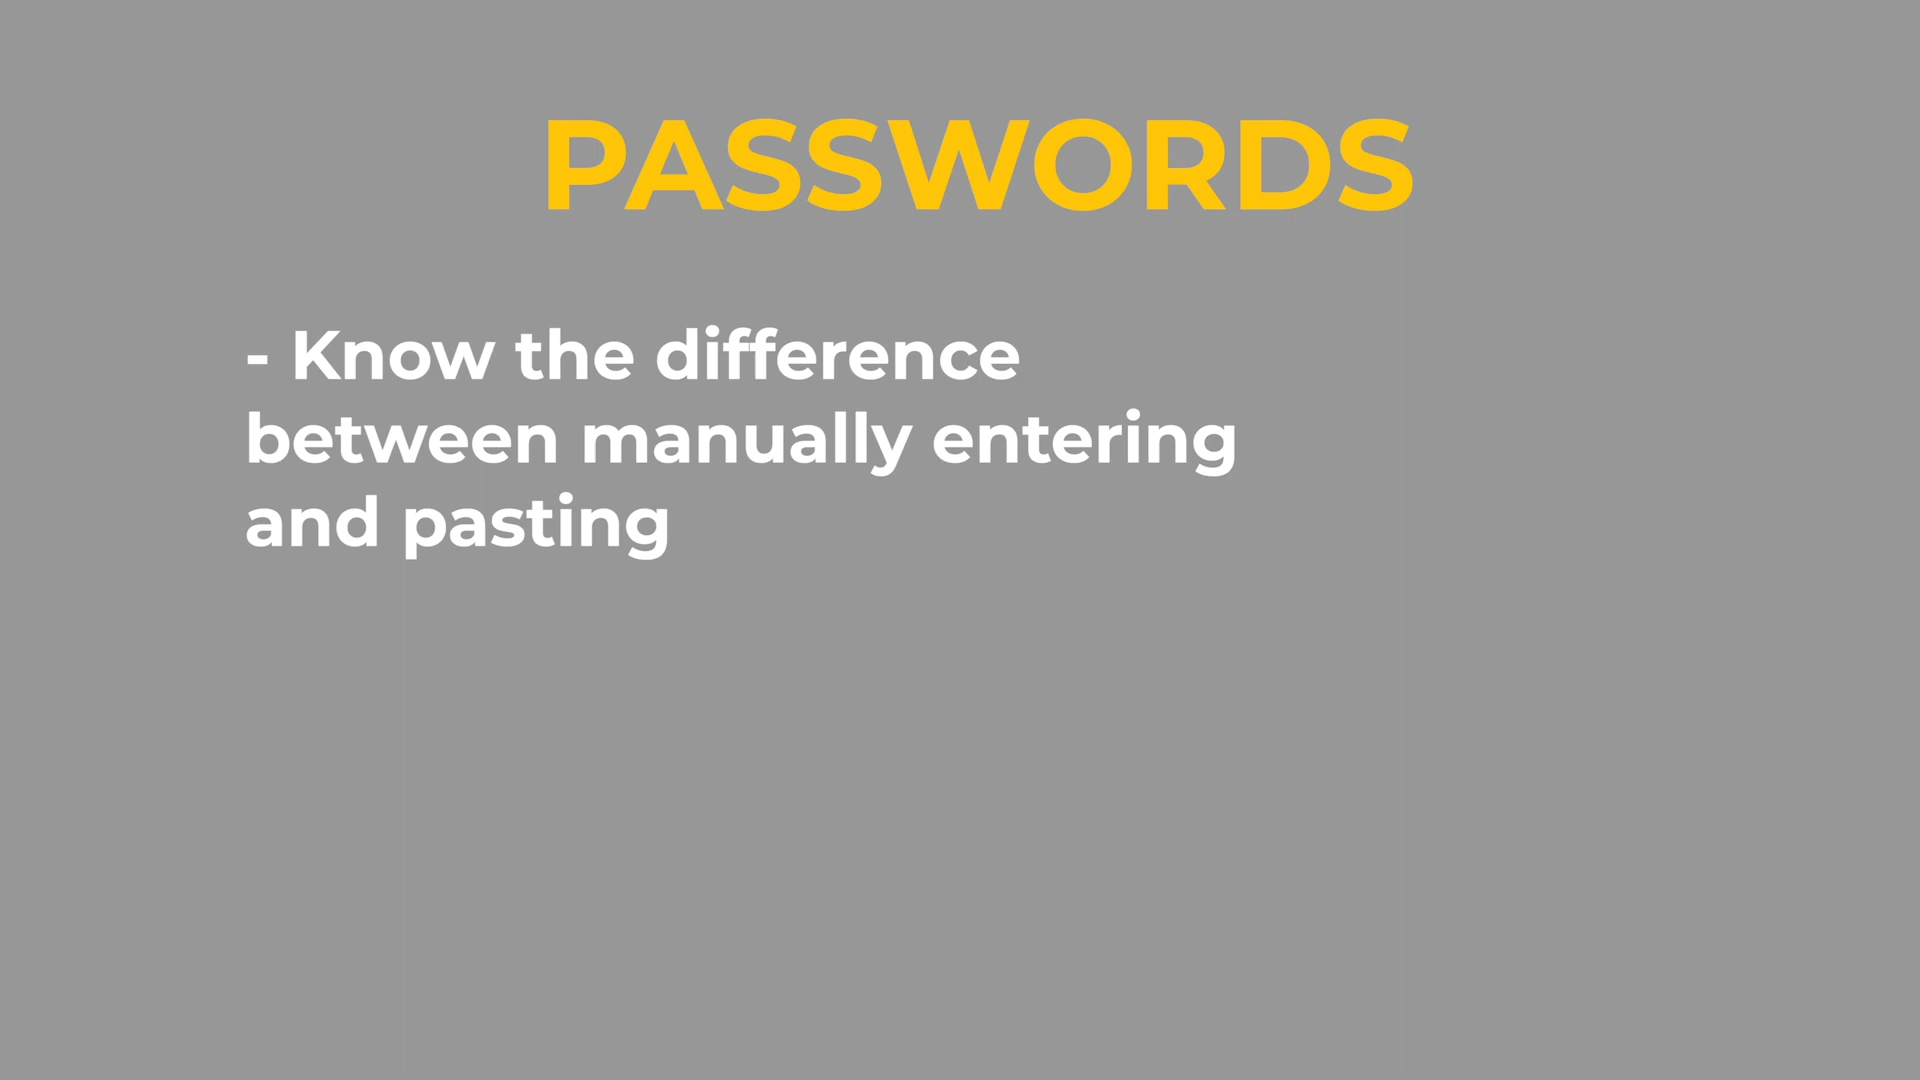 PASSWORDS
- Know the difference
between manually entering
and pasting